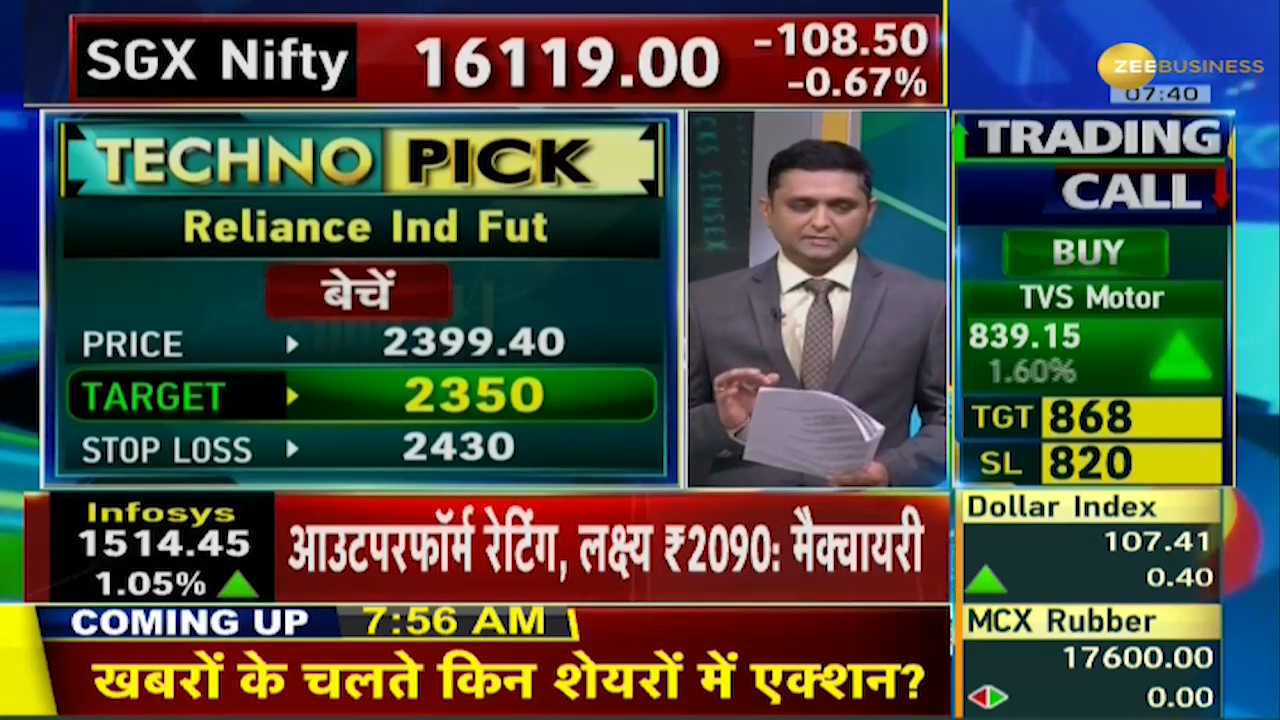 SGX Nifty 16119.00 -108.50
-0.67%
ZEEBUSINESS
07:40
TECHNO PICK
Reliance Ind Fut
बेचें
PRICE 2399.40
TARGET 2350
STOP LOSS 2430
CKS SENSEX
TRADING
CALL
BUY
TVS Motor
839.15
1.60%
TGT 868
SL 820
Infosys
1514.45
1.05%
आउटपरफॉर्म रेटिंग, लक्ष्य ₹2090: मैक्वायरी
Dollar Index
107.41
0.40
COMING UP 7:56 AM
खबरों के चलते किन शेयरों में एक्शन?
MCX Rubber
17600.00
0.00